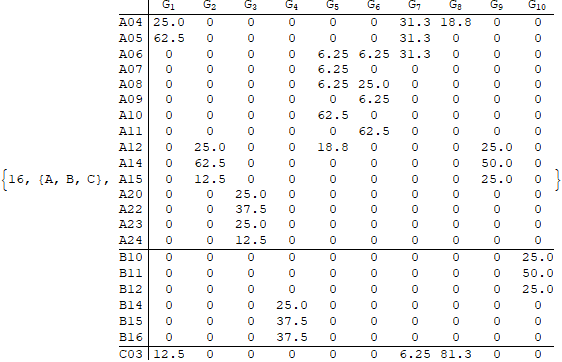 G1 G2 G3 G4 G5 G6 G7 G8 G9 G10
A04 25.0 0 0 0 0 0 31.3 18.8 0 0
A05 62.5 0 0 0 0 0 31.3 0 0 0
A06 0 0 0 0 6.25 6.25 31.3 0 0 0
A07 0 0 0 0 6.25 0 0 0 0 0
A08 0 0 0 0 6.25 25.0 0 0 0 0
A09 0 0 0 0 0 6.25 0 0 0 0
A10 0 0 0 0 62.5 0 0 0 0 0
A11 0 0 0 0 0 62.5 0 0 0 0
A12 0 25.0 0 0 18.8 0 0 0 25.0 0
A14 0 62.5 0 0 0 0 0 0 50.0 0
{16, {A, B, C}, A15 0 12.5 0 0 0 0 0 0 25.0 0 }
A20 0 0 25.0 0 0 0 0 0 0 0
A22 0 0 37.5 0 0 0 0 0 0 0
A23 0 0 25.0 0 0 0 0 0 0 0
A24 0 0 12.5 0 0 0 0 0 0 0
B10 0 0 0 0 0 0 0 0 0 25.0
B11 0 0 0 0 0 0 0 0 0 50.0
B12 0 0 0 0 0 0 0 0 0 25.0
B14 0 0 0 25.0 0 0 0 0 0 0
B15 0 0 0 37.5 0 0 0 0 0 0
B16 0 0 0 37.5 0 0 0 0 0 0
C03 12.5 0 0 0 0 0 6.25 81.3 0 0